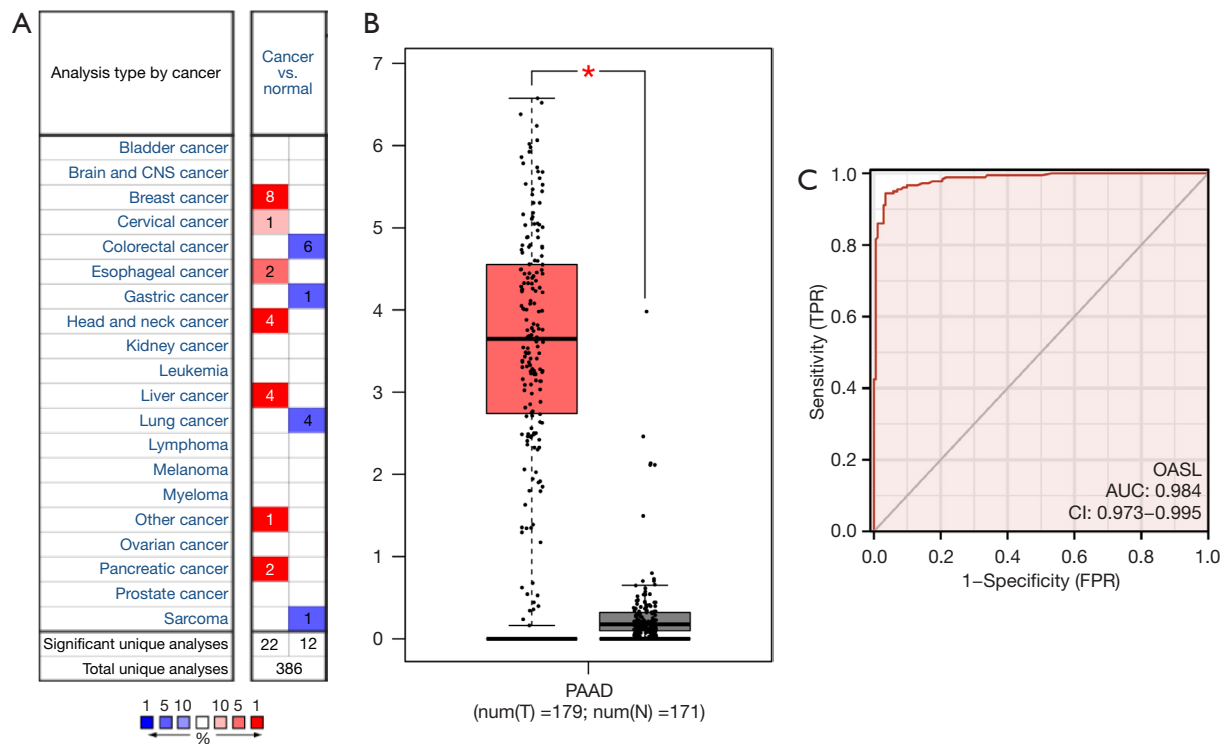 A
Analysis type by cancer
Cancer
vs.
normal
Bladder cancer
Brain and CNS cancer
Breast cancer 8
Cervical cancer 1
Colorectal cancer 6
Esophageal cancer 2
Gastric cancer 1
Head and neck cancer 4
Kidney cancer
Leukemia
Liver cancer 4
Lung cancer 4
Lymphoma
Melanoma
Myeloma
Other cancer 1
Ovarian cancer
Pancreatic cancer 2
Prostate cancer
Sarcoma 1
Significant unique analyses 22 12
Total unique analyses 386
1 5 10 10 5 1
%
B
7
6
5
4
3
2
1
0
*
PAAD
(num(T) =179; num(N) =171)
C
1.0
0.8
0.6
0.4
0.2
0.0
Sensitivity (TPR)
OASL
AUC: 0.984
CI: 0.973–0.995
0.0 0.2 0.4 0.6 0.8 1.0
1–Specificity (FPR)